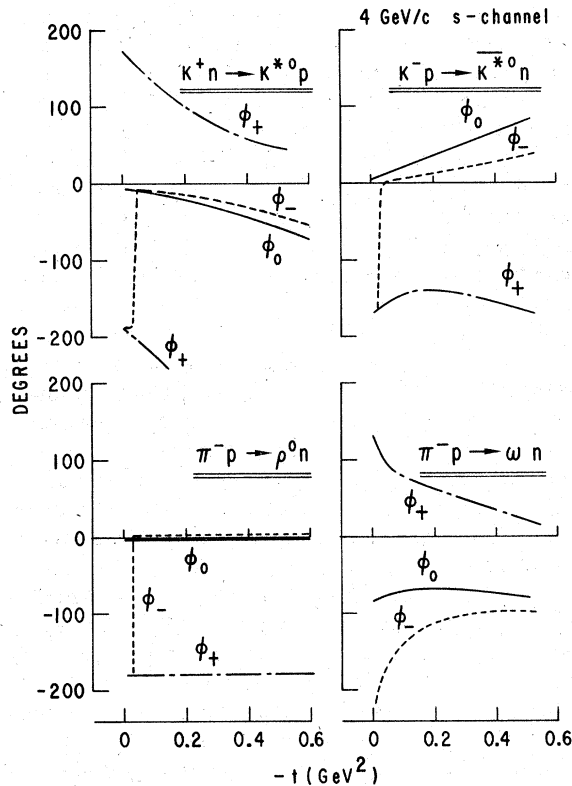 4 GeV/c s-channel
200
K⁺n → K*⁰p
K⁻p → K̅*⁰n
100
ϕ₊
ϕ₀
ϕ₋
0
ϕ₋
ϕ₀
-100
ϕ₊
-200
ϕ₊
DEGREES
200
π⁻p → ρ⁰n
π⁻p → ω n
100
ϕ₊
0
ϕ₀
ϕ₀
-100
ϕ₋
ϕ₋
ϕ₊
-200
0 0.2 0.4 0.6
0 0.2 0.4 0.6
-t (GeV²)